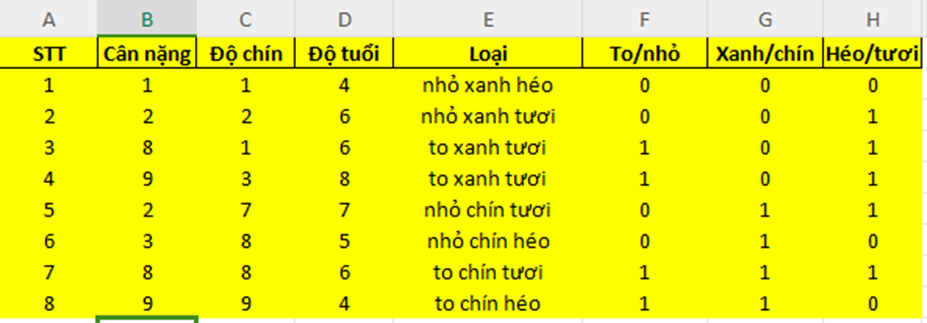 A B C D E F G H
STT Cân nặng Độ chín Độ tuổi Loại To/nhỏ Xanh/chín Héo/tươi
1 1 1 4 nhỏ xanh héo 0 0 0
2 2 2 6 nhỏ xanh tươi 0 0 1
3 8 1 6 to xanh tươi 1 0 1
4 9 3 8 to xanh tươi 1 0 1
5 2 7 7 nhỏ chín tươi 0 1 1
6 3 8 5 nhỏ chín héo 0 1 0
7 8 8 6 to chín tươi 1 1 1
8 9 9 4 to chín héo 1 1 0